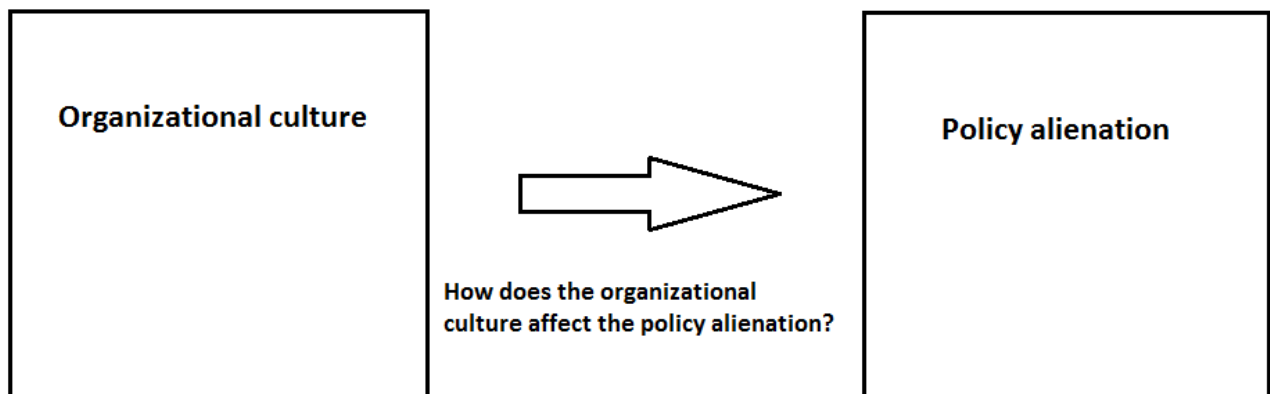 Organizational culture
Policy alienation
How does the organizational
culture affect the policy alienation?